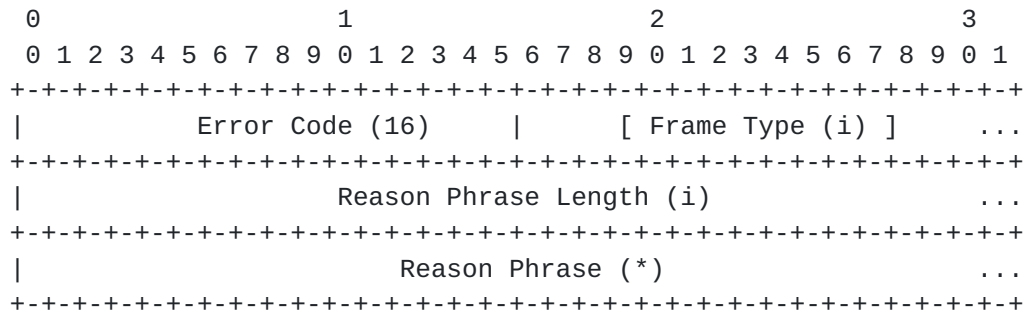 0                   1                   2                   3
 0 1 2 3 4 5 6 7 8 9 0 1 2 3 4 5 6 7 8 9 0 1 2 3 4 5 6 7 8 9 0 1
+-+-+-+-+-+-+-+-+-+-+-+-+-+-+-+-+-+-+-+-+-+-+-+-+-+-+-+-+-+-+-+-+
|           Error Code (16)     |      [ Frame Type (i) ]     ...
+-+-+-+-+-+-+-+-+-+-+-+-+-+-+-+-+-+-+-+-+-+-+-+-+-+-+-+-+-+-+-+-+
|                    Reason Phrase Length (i)                 ...
+-+-+-+-+-+-+-+-+-+-+-+-+-+-+-+-+-+-+-+-+-+-+-+-+-+-+-+-+-+-+-+-+
|                        Reason Phrase (*)                    ...
+-+-+-+-+-+-+-+-+-+-+-+-+-+-+-+-+-+-+-+-+-+-+-+-+-+-+-+-+-+-+-+-+